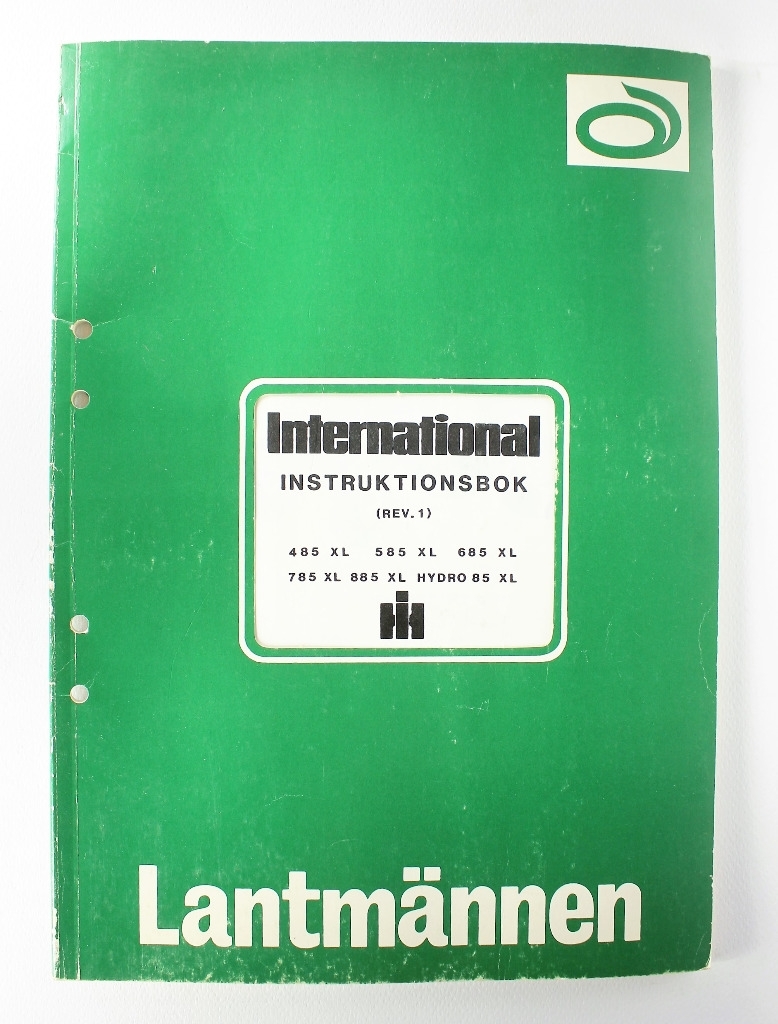 International
INSTRUKTIONSBOK
(REV.1)
485 XL 585 XL 685 XL
785 XL 885 XL HYDRO 85 XL
IH
Lantmännen